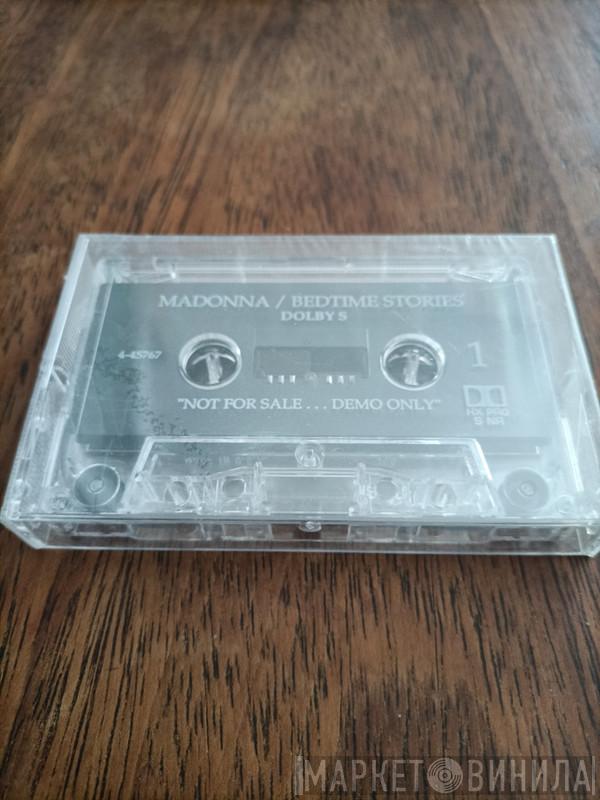 MADONNA / BEDTIME STORIES
DOLBY S
4-45767
1
"NOT FOR SALE . . . DEMO ONLY"
HX PRO
S NR
МАРКЕТ ВИНИЛА